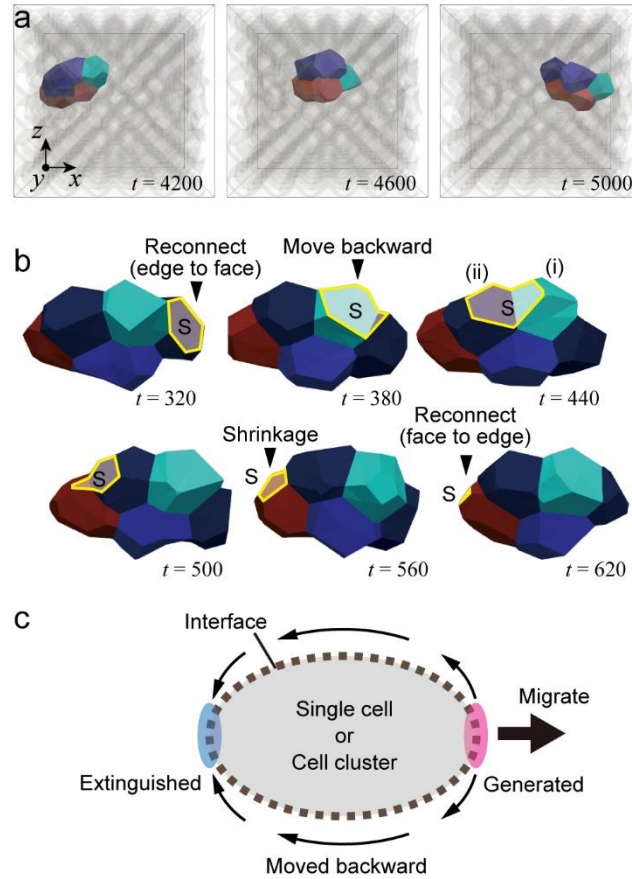 a
z
y
x
t = 4200
t = 4600
t = 5000
b
Reconnect
(edge to face)
Move backward
(ii)
(i)
S
S
S
t = 320
t = 380
t = 440
Shrinkage
Reconnect
(face to edge)
S
S
S
t = 500
t = 560
t = 620
c
Interface
Migrate
Single cell
or
Cell cluster
Extinguished
Generated
Moved backward